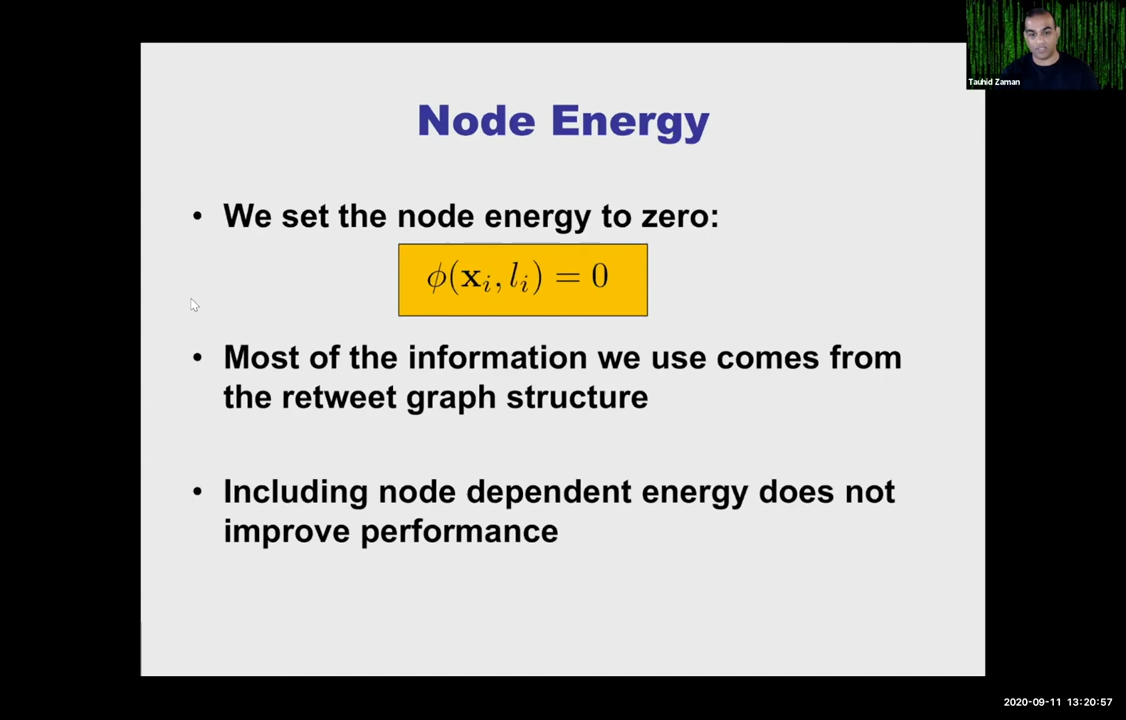 Tauhid Zaman
Node Energy
• We set the node energy to zero:
ϕ(𝐱ᵢ, lᵢ) = 0
• Most of the information we use comes from
the retweet graph structure
• Including node dependent energy does not
improve performance
2020-09-11 13:20:57